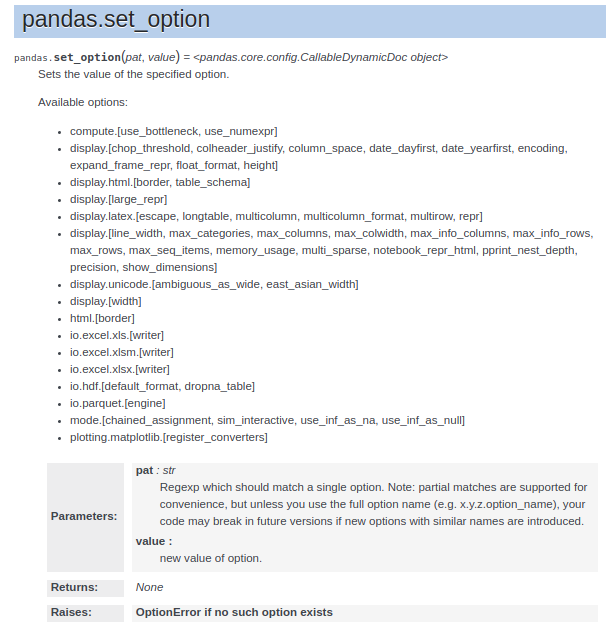 pandas.set_option
pandas.set_option(pat, value) = <pandas.core.config.CallableDynamicDoc object>
Sets the value of the specified option.
Available options:
• compute.[use_bottleneck, use_numexpr]
• display.[chop_threshold, colheader_justify, column_space, date_dayfirst, date_yearfirst, encoding,
expand_frame_repr, float_format, height]
• display.html.[border, table_schema]
• display.[large_repr]
• display.latex.[escape, longtable, multicolumn, multicolumn_format, multirow, repr]
• display.[line_width, max_categories, max_columns, max_colwidth, max_info_columns, max_info_rows,
max_rows, max_seq_items, memory_usage, multi_sparse, notebook_repr_html, pprint_nest_depth,
precision, show_dimensions]
• display.unicode.[ambiguous_as_wide, east_asian_width]
• display.[width]
• html.[border]
• io.excel.xls.[writer]
• io.excel.xlsm.[writer]
• io.excel.xlsx.[writer]
• io.hdf.[default_format, dropna_table]
• io.parquet.[engine]
• mode.[chained_assignment, sim_interactive, use_inf_as_na, use_inf_as_null]
• plotting.matplotlib.[register_converters]
Parameters:
pat : str
Regexp which should match a single option. Note: partial matches are supported for
convenience, but unless you use the full option name (e.g. x.y.z.option_name), your
code may break in future versions if new options with similar names are introduced.
value :
new value of option.
Returns: None
Raises: OptionError if no such option exists